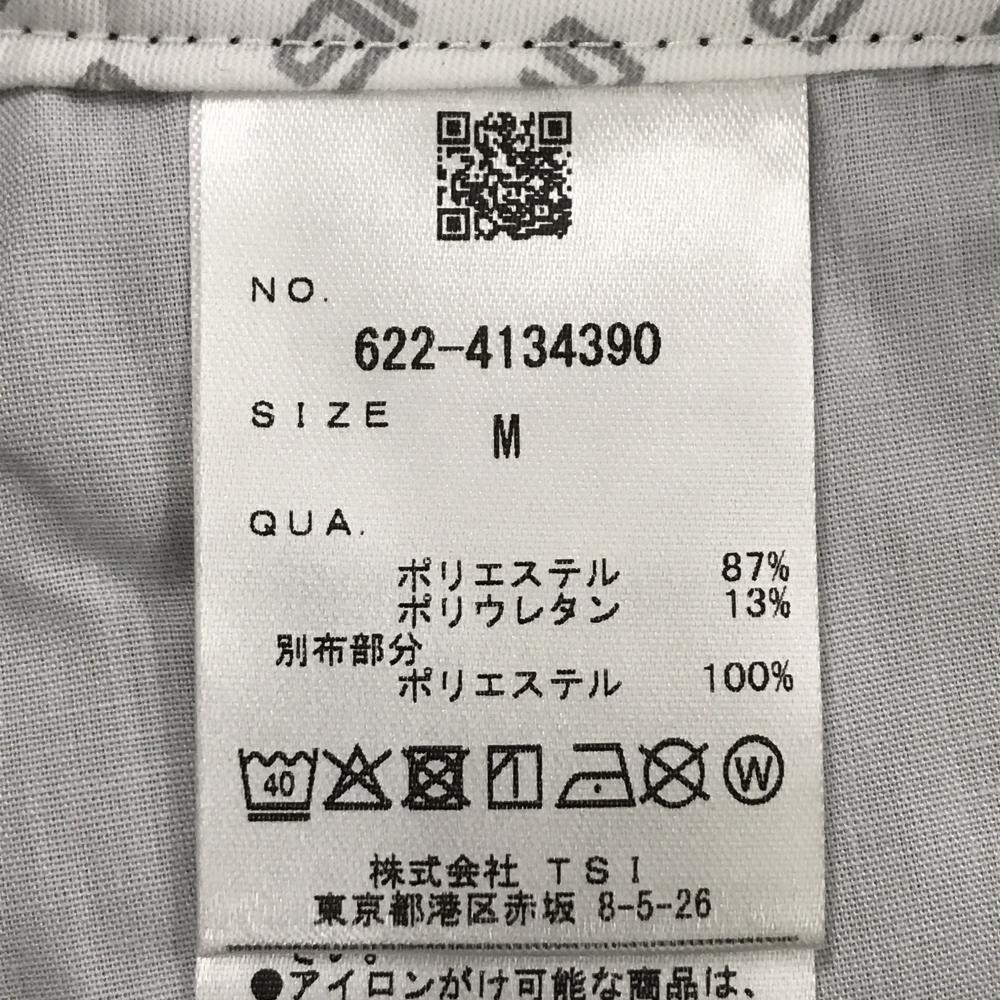 NO.
622-4134390
SIZE M
QUA.
ポリエステル 87%
ポリウレタン 13%
別布部分
ポリエステル 100%
40
W
株式会社 TSI
東京都港区赤坂 8-5-26
●アイロンがけ可能な商品は、